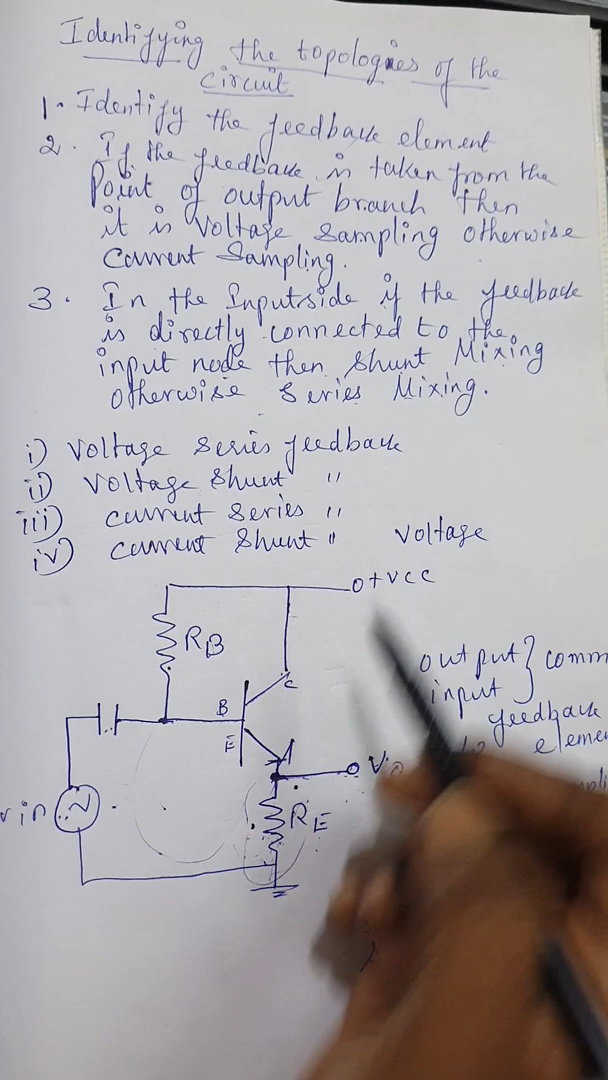 Identifying the topologies of the
circuit
1. Identify the feedback element
2. If the feedback is taken from the
Point of output branch then
it is Voltage Sampling otherwise
Current Sampling.
3. In the Inputside if the feedback
is directly connected to the
input node then Shunt Mixing
otherwise Series Mixing.
i) Voltage series feedback
ii) Voltage Shunt "
iii) current series "
iv) current Shunt "
voltage
o+VCC
RB
C
output } comm
input
feedback
B
E
eleme
Vo
RE
vin